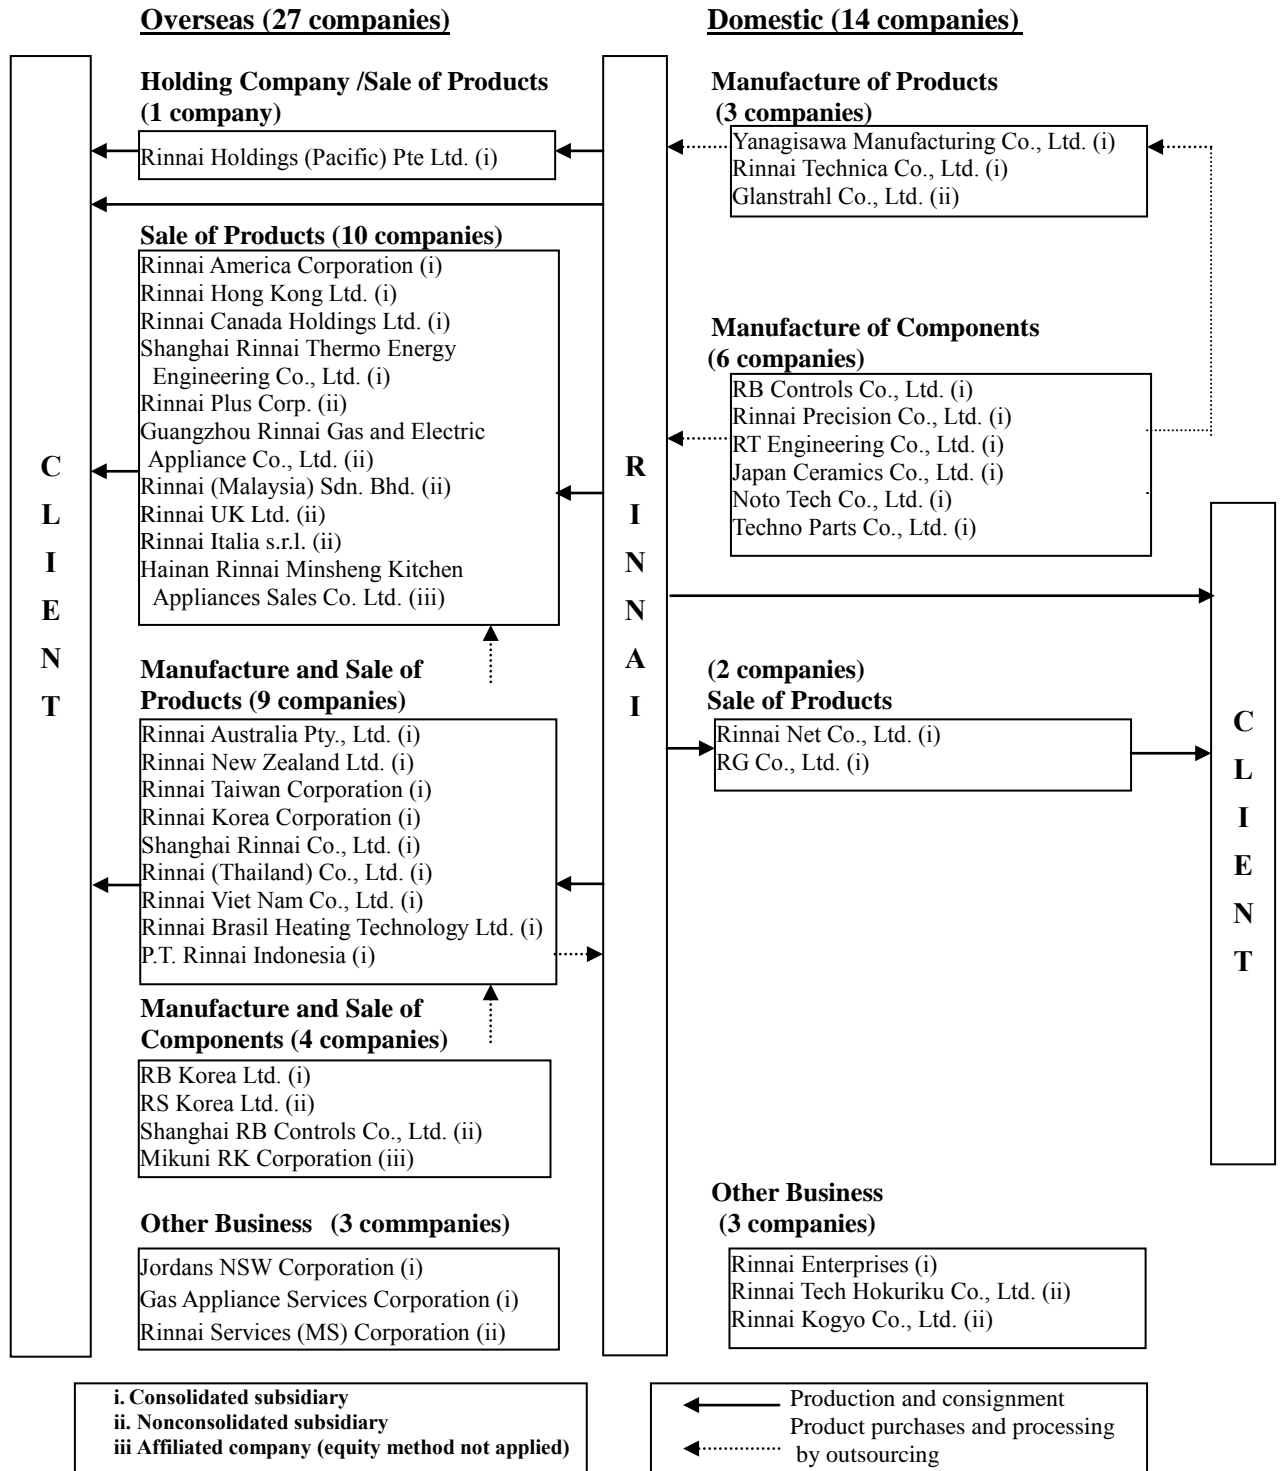 Overseas (27 companies)
Domestic (14 companies)
CLIENT
Holding Company /Sale of Products
(1 company)
Rinnai Holdings (Pacific) Pte Ltd. (i)
Sale of Products (10 companies)
Rinnai America Corporation (i)
Rinnai Hong Kong Ltd. (i)
Rinnai Canada Holdings Ltd. (i)
Shanghai Rinnai Thermo Energy
Engineering Co., Ltd. (i)
Rinnai Plus Corp. (ii)
Guangzhou Rinnai Gas and Electric
Appliance Co., Ltd. (ii)
Rinnai (Malaysia) Sdn. Bhd. (ii)
Rinnai UK Ltd. (ii)
Rinnai Italia s.r.l. (ii)
Hainan Rinnai Minsheng Kitchen
Appliances Sales Co. Ltd. (iii)
Manufacture and Sale of
Products (9 companies)
Rinnai Australia Pty., Ltd. (i)
Rinnai New Zealand Ltd. (i)
Rinnai Taiwan Corporation (i)
Rinnai Korea Corporation (i)
Shanghai Rinnai Co., Ltd. (i)
Rinnai (Thailand) Co., Ltd. (i)
Rinnai Viet Nam Co., Ltd. (i)
Rinnai Brasil Heating Technology Ltd. (i)
P.T. Rinnai Indonesia (i)
Manufacture and Sale of
Components (4 companies)
RB Korea Ltd. (i)
RS Korea Ltd. (ii)
Shanghai RB Controls Co., Ltd. (ii)
Mikuni RK Corporation (iii)
Other Business (3 commpanies)
Jordans NSW Corporation (i)
Gas Appliance Services Corporation (i)
Rinnai Services (MS) Corporation (ii)
RINNAI
Manufacture of Products
(3 companies)
Yanagisawa Manufacturing Co., Ltd. (i)
Rinnai Technica Co., Ltd. (i)
Glanstrahl Co., Ltd. (ii)
Manufacture of Components
(6 companies)
RB Controls Co., Ltd. (i)
Rinnai Precision Co., Ltd. (i)
RT Engineering Co., Ltd. (i)
Japan Ceramics Co., Ltd. (i)
Noto Tech Co., Ltd. (i)
Techno Parts Co., Ltd. (i)
(2 companies)
Sale of Products
Rinnai Net Co., Ltd. (i)
RG Co., Ltd. (i)
CLIENT
Other Business
(3 companies)
Rinnai Enterprises (i)
Rinnai Tech Hokuriku Co., Ltd. (ii)
Rinnai Kogyo Co., Ltd. (ii)
i. Consolidated subsidiary
ii. Nonconsolidated subsidiary
iii Affiliated company (equity method not applied)
Production and consignment
Product purchases and processing
by outsourcing